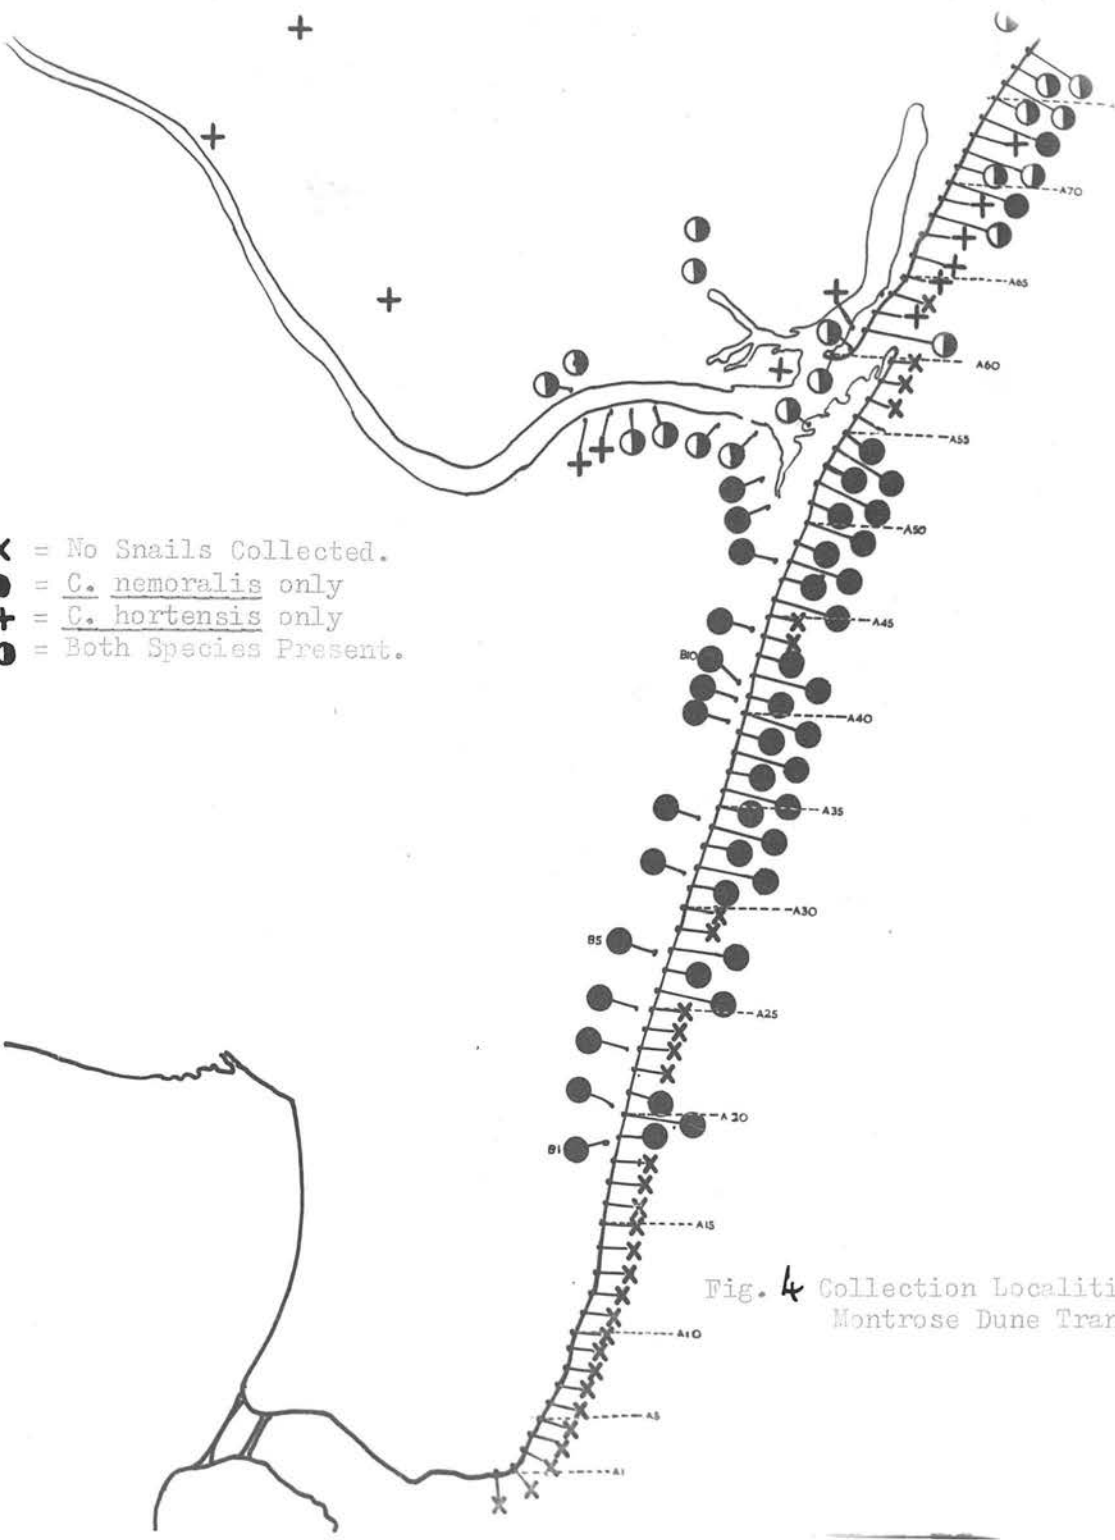 A70
A65
A60
A55
A50
x = No Snails Collected.
= C. nemoralis only
+ = C. hortensis only
= Both Species Present.
A45
B10
A40
A35
A30
B5
A25
A20
B1
A15
Fig. 4 Collection Localiti
Montrose Dune Tran
A10
A5
A1